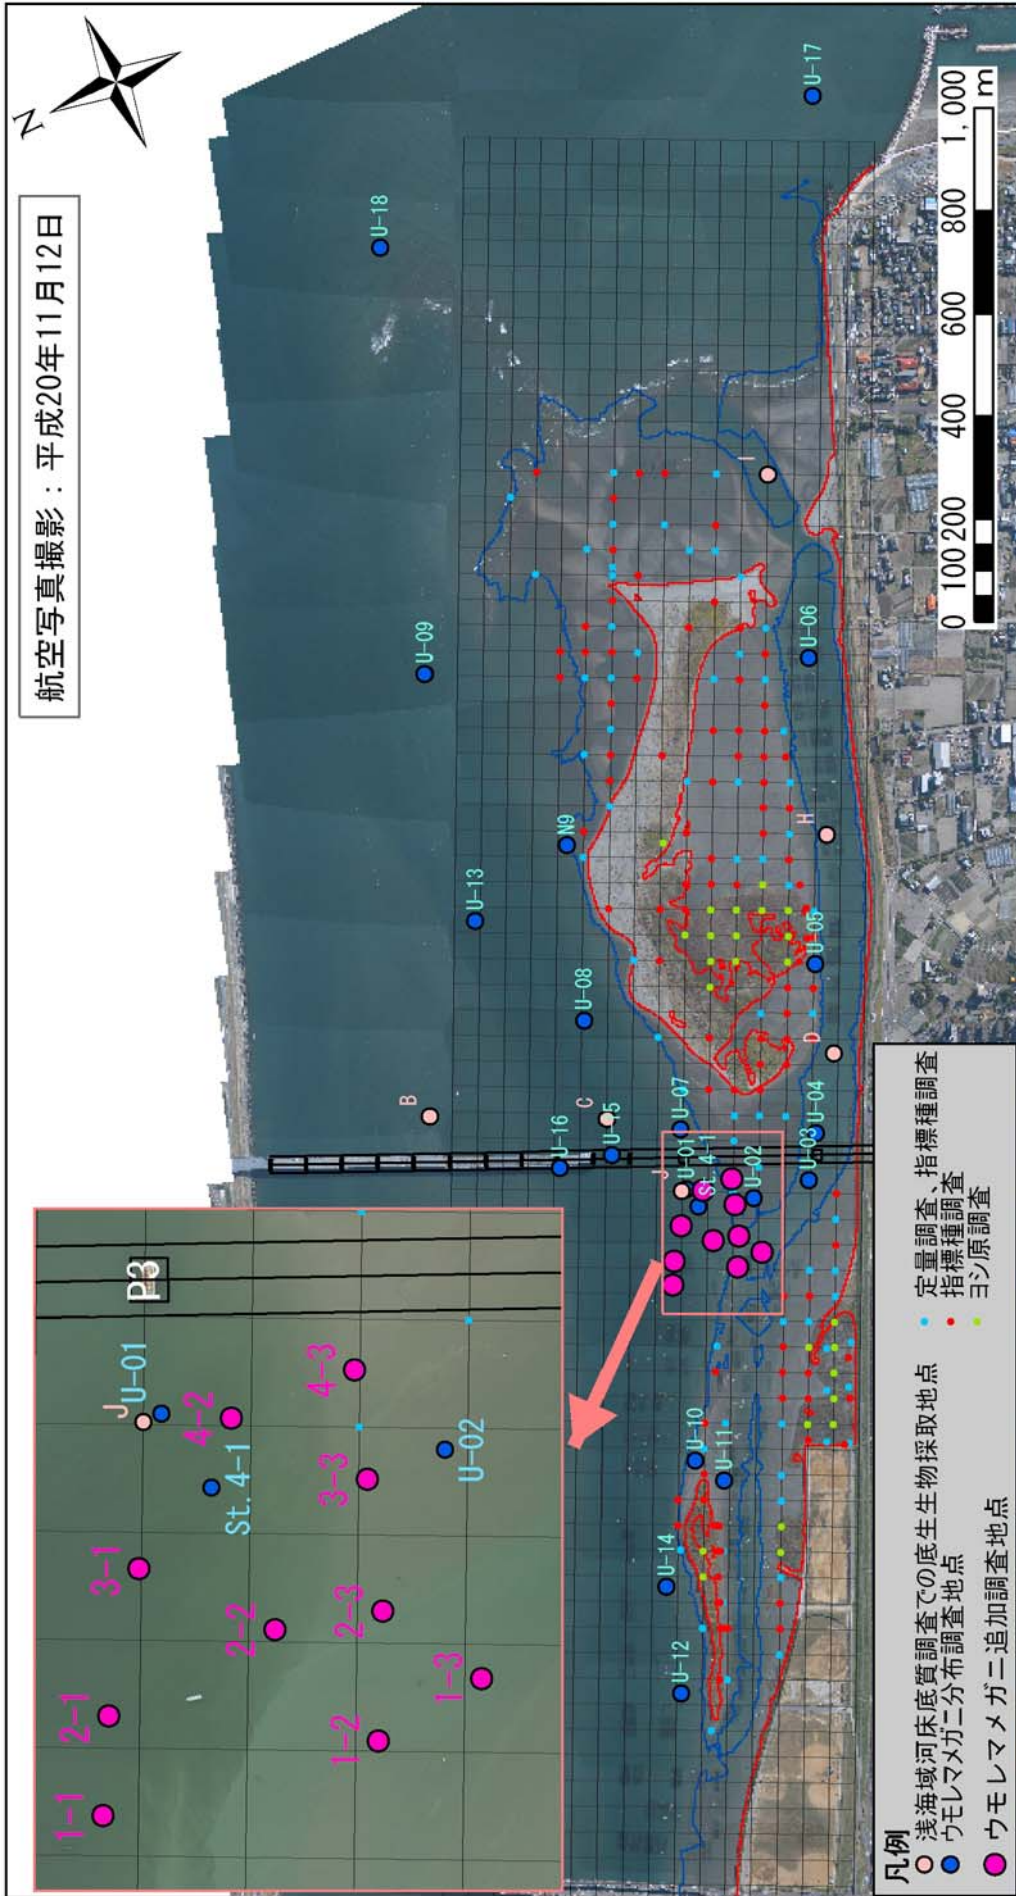 航空写真撮影：平成20年11月12日
N
U-17
U-18
I
U-09
U-06
N9
H
U-13
U-05
U-08
D
B
C
U-07
U-04
U-16
U-15
U-03
J
U-01
St. 4-1
U-02
U-10
U-11
U-14
U-12
P3
J
U-01
4-2
4-3
St. 4-1
U-02
3-1
3-3
2-2
2-3
2-1
1-3
1-2
1-1
0 100 200 400 600 800 1,000
m
凡例
浅海域河床底質調査での底生生物採取地点
ウモレマメガニ分布調査地点
ウモレマメガニ追加調査地点
定量調査、指標種調査
指標種調査
ヨシ原調査